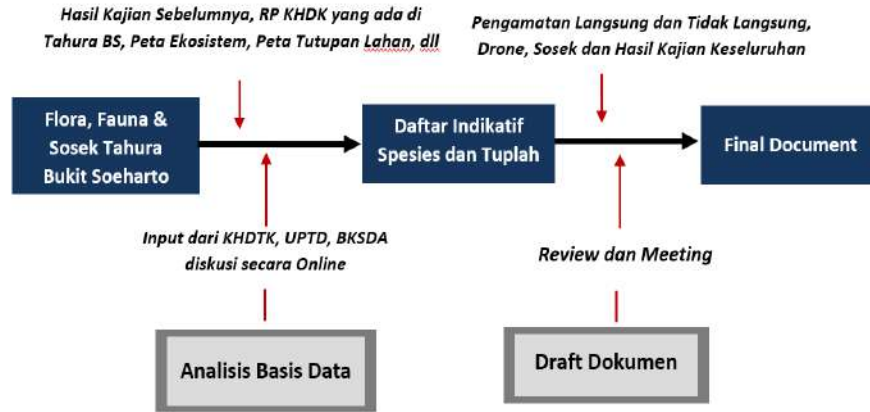 Hasil Kajian Sebelumnya, RP KHDK yang ada di
Tahura BS, Peta Ekosistem, Peta Tutupan Lahan, dll
Pengamatan Langsung dan Tidak Langsung,
Drone, Sosek dan Hasil Kajian Keseluruhan
Flora, Fauna &
Sosek Tahura
Bukit Soeharto
Daftar Indikatif
Spesies dan Tuplah
Final Document
Input dari KHDTK, UPTD, BKSDA
diskusi secara Online
Review dan Meeting
Analisis Basis Data
Draft Dokumen